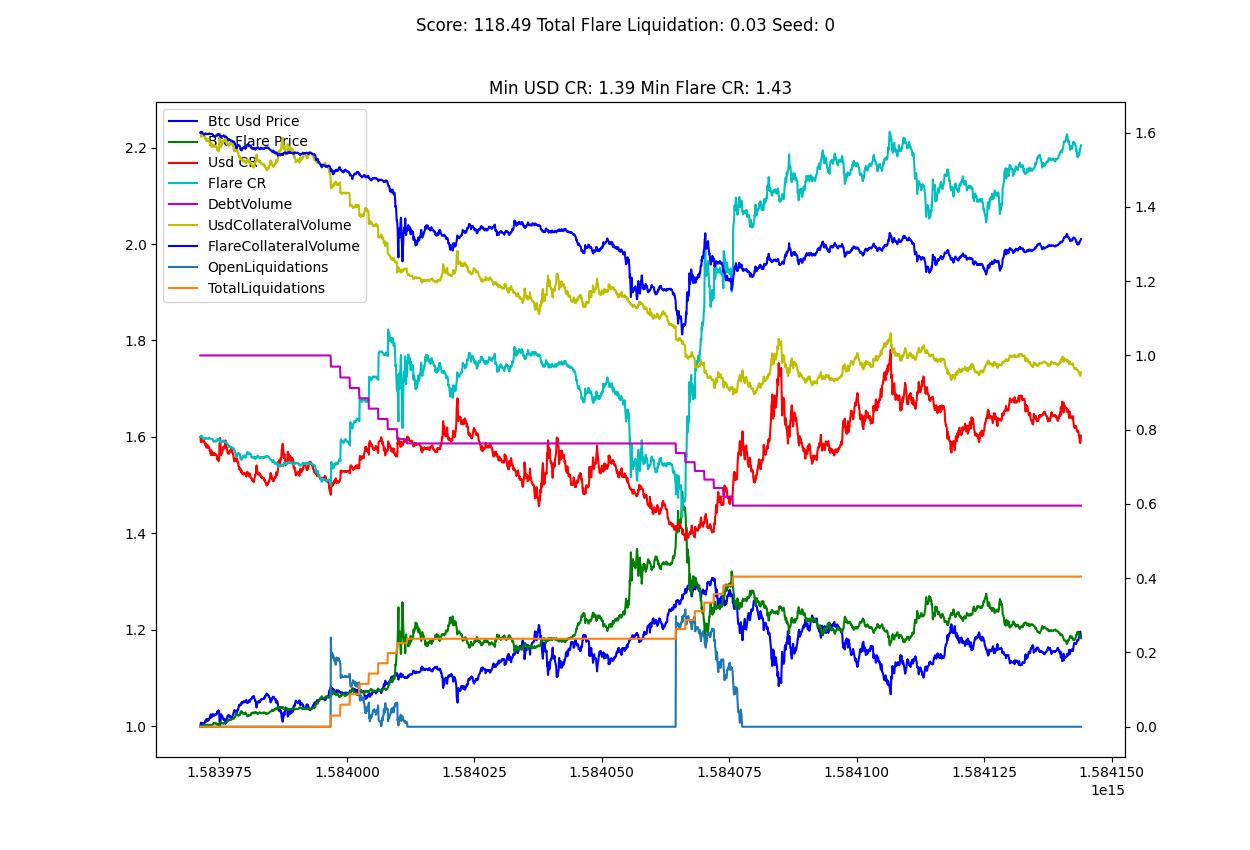 Score: 118.49 Total Flare Liquidation: 0.03 Seed: 0
Min USD CR: 1.39 Min Flare CR: 1.43
Btc Usd Price
Btc Flare Price
Usd CR
Flare CR
DebtVolume
UsdCollateralVolume
FlareCollateralVolume
OpenLiquidations
TotalLiquidations
2.2
2.0
1.8
1.6
1.4
1.2
1.0
1.6
1.4
1.2
1.0
0.8
0.6
0.4
0.2
0.0
1.583975
1.584000
1.584025
1.584050
1.584075
1.584100
1.584125
1.584150
1e15